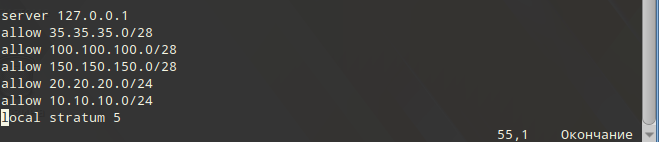 server 127.0.0.1
allow 35.35.35.0/28
allow 100.100.100.0/28
allow 150.150.150.0/28
allow 20.20.20.0/24
allow 10.10.10.0/24
local stratum 5
55,1 Окончание